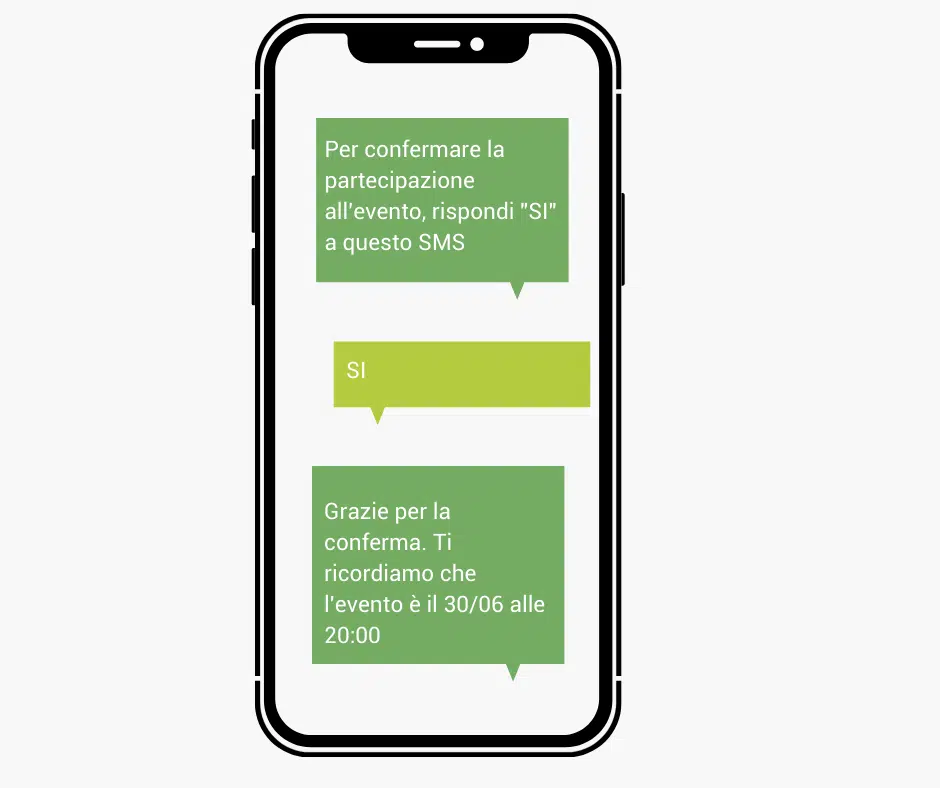 Per confermare la
partecipazione
all'evento, rispondi "SI"
a questo SMS
SI
Grazie per la
conferma. Ti
ricordiamo che
l'evento è il 30/06 alle
20:00